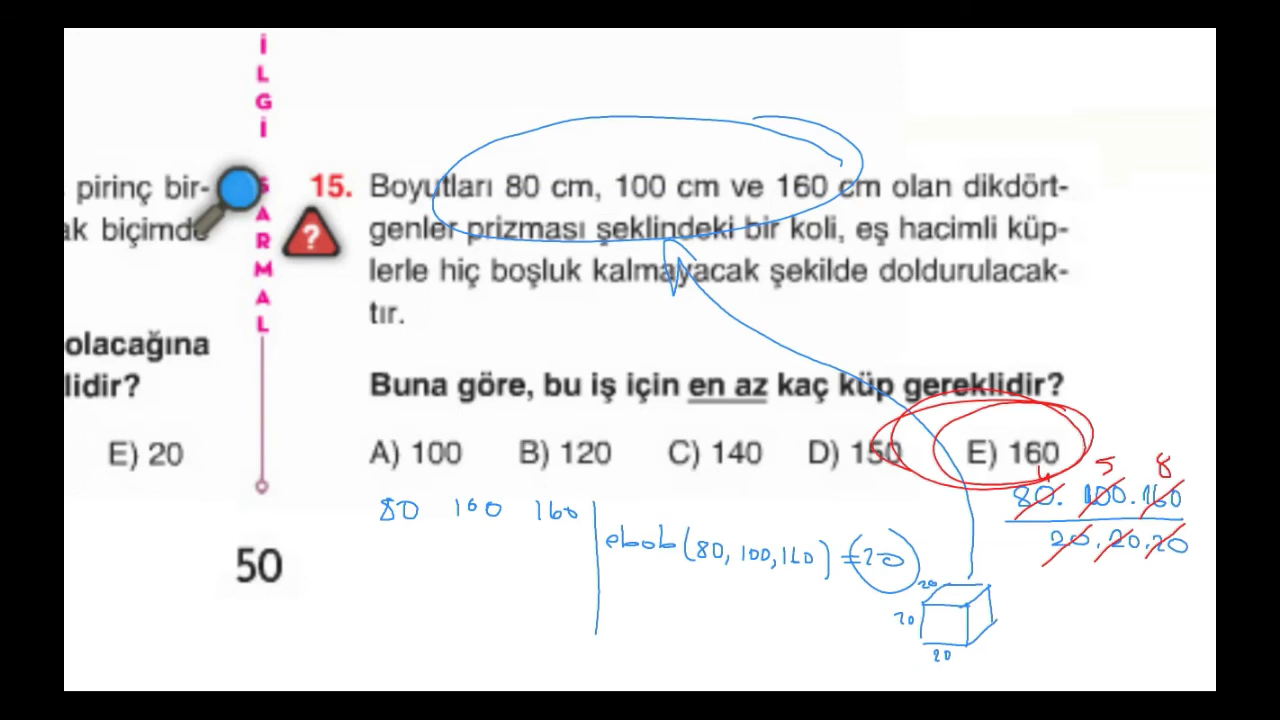 İ
L
G
İ
S
A
R
M
A
L
pirinç bir-
ak biçimde
olacağına
lidir?
E) 20
50
15. Boyutları 80 cm, 100 cm ve 160 cm olan dikdört-
genler prizması şeklindeki bir koli, eş hacimli küp-
lerle hiç boşluk kalmayacak şekilde doldurulacak-
tır.
?
Buna göre, bu iş için en az kaç küp gereklidir?
A) 100 B) 120 C) 140 D) 150 E) 160
4 5 8
80. 100. 160
20. 20. 20
80 100 160
ebob(80, 100, 160) = 20
20
20
20